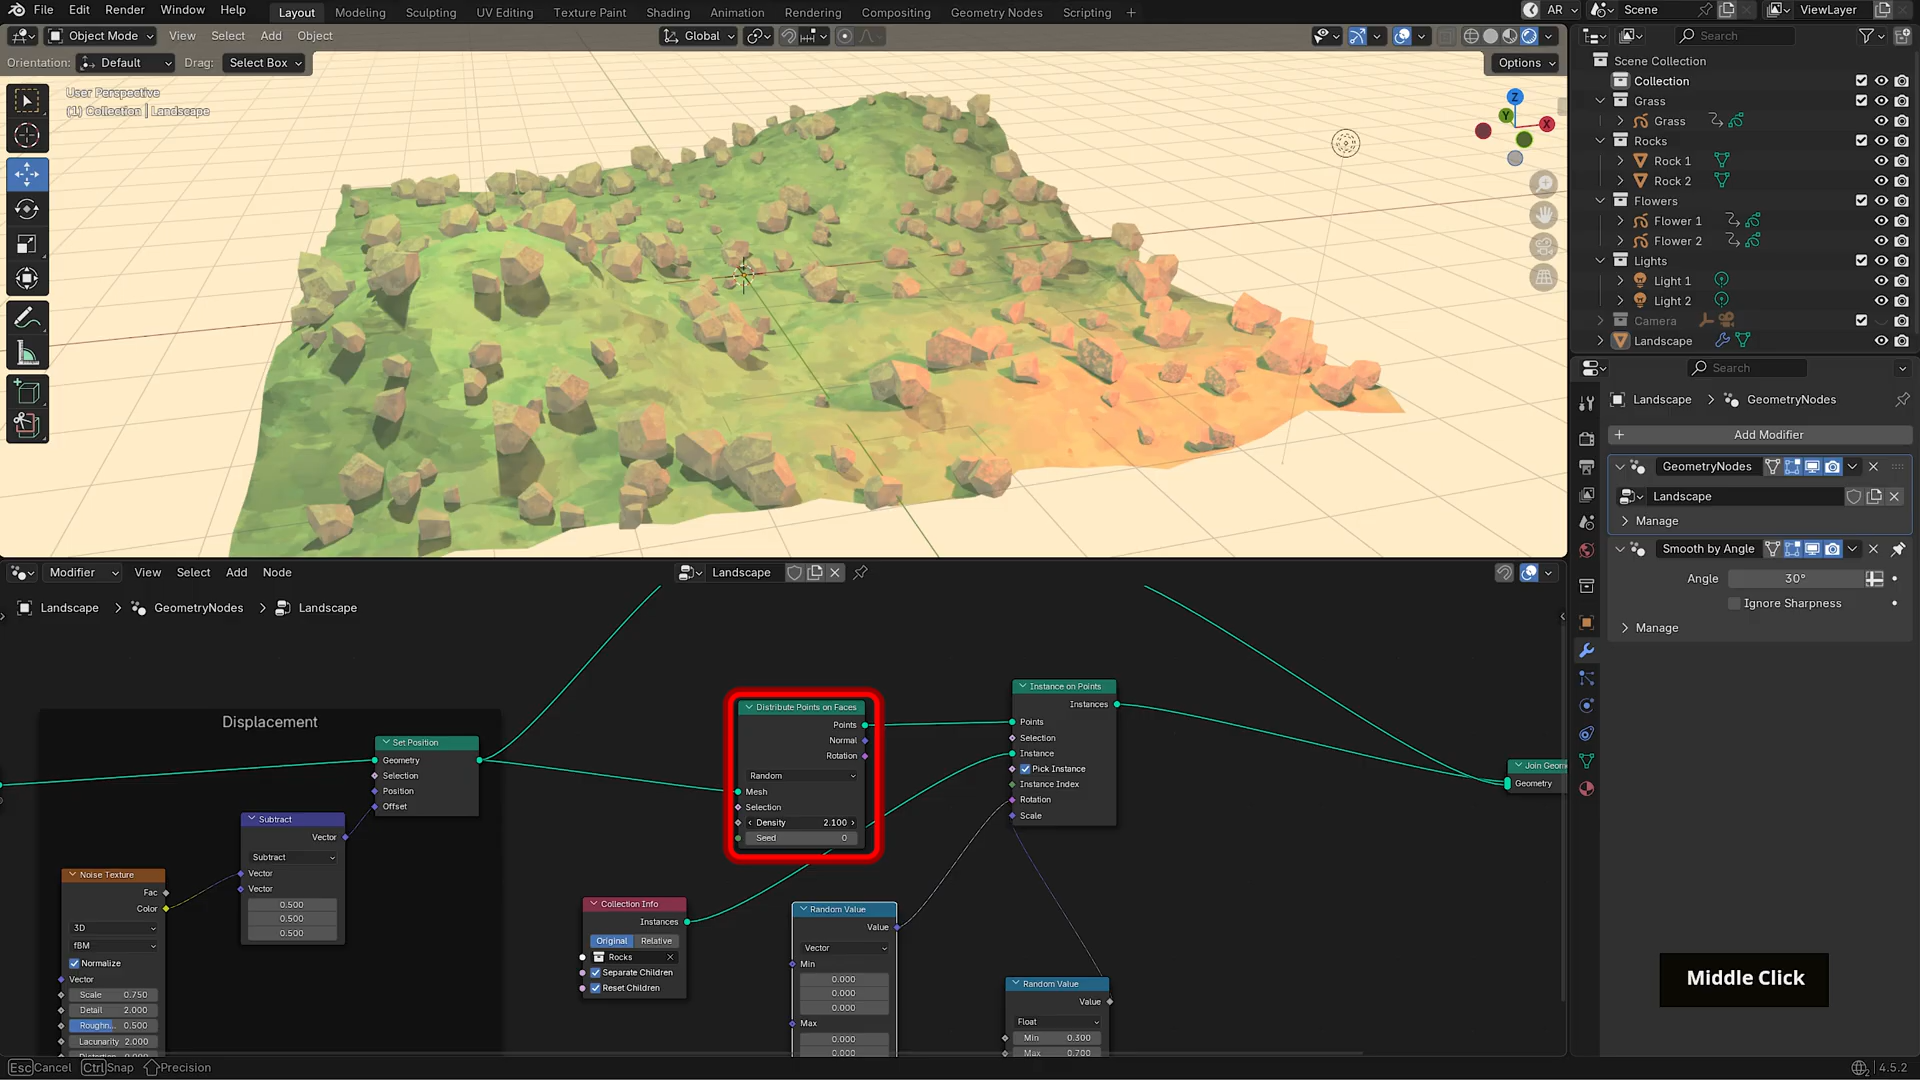 File Edit Render Window Help
Layout Modeling Sculpting UV Editing Texture Paint Shading Animation Rendering Compositing Geometry Nodes Scripting +
AR Scene ViewLayer
Object Mode View Select Add Object
Global
Search
Orientation: Default Drag: Select Box
Options
User Perspective
(1) Collection | Landscape
Z
Y
X
Scene Collection
Collection
Grass
Grass
Rocks
Rock 1
Rock 2
Flowers
Flower 1
Flower 2
Lights
Light 1
Light 2
Camera
Landscape
Search
Landscape > GeometryNodes
+ Add Modifier
GeometryNodes
Landscape
Manage
Smooth by Angle
Angle 30°
Ignore Sharpness
Manage
Modifier View Select Add Node
Landscape
Landscape > GeometryNodes > Landscape
Displacement
Set Position
Geometry
Selection
Position
Offset
Subtract
Vector
Subtract
Vector
Vector
0.500
0.500
0.500
Noise Texture
Fac
Color
3D
fBM
Normalize
Vector
Scale 0.750
Detail 2.000
Roughn... 0.500
Lacunarity 2.000
Distribute Points on Faces
Points
Normal
Rotation
Random
Mesh
Selection
Density 2.100
Seed 0
Instance on Points
Instances
Points
Selection
Instance
Pick Instance
Instance Index
Rotation
Scale
Join Geom
Geometry
Collection Info
Instances
Original Relative
Rocks
Separate Children
Reset Children
Random Value
Value
Vector
Min
0.000
0.000
0.000
Max
0.000
0.000
Random Value
Value
Float
Min 0.300
Max 0.700
Middle Click
Esc Cancel Ctrl Snap Precision
4.5.2